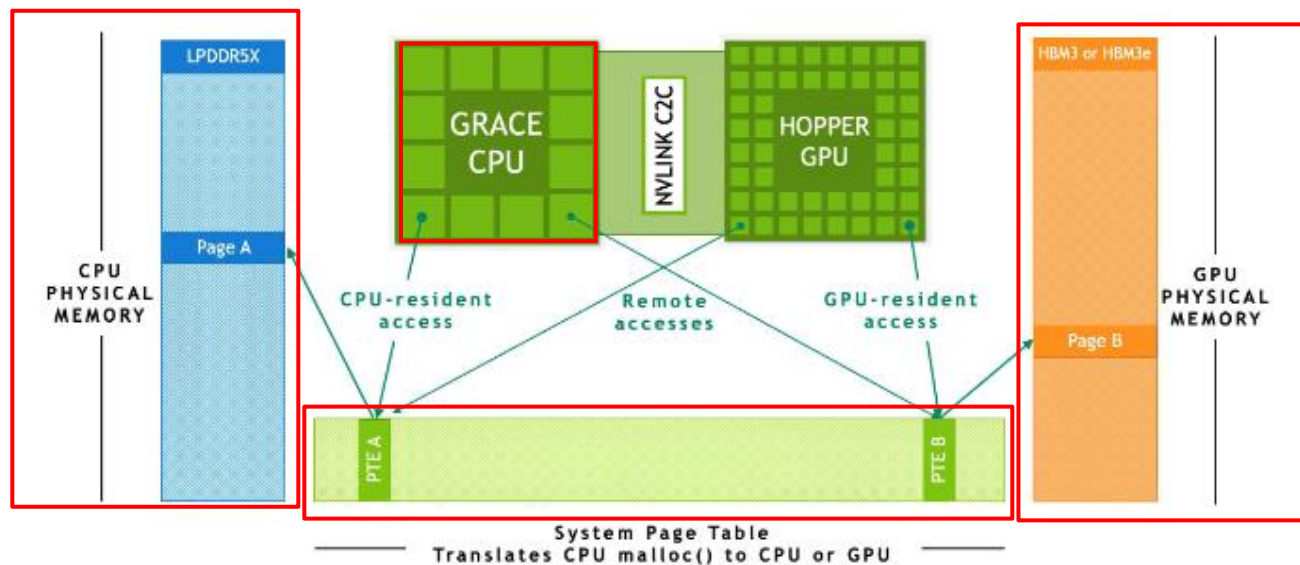 LPDDR5X
Page A
CPU
PHYSICAL
MEMORY
GRACE
CPU
NVLINK C2C
HOPPER
GPU
CPU-resident
access
Remote
accesses
GPU-resident
access
HBM3 or HBM3e
Page B
GPU
PHYSICAL
MEMORY
PTE A
PTE B
System Page Table
Translates CPU malloc() to CPU or GPU